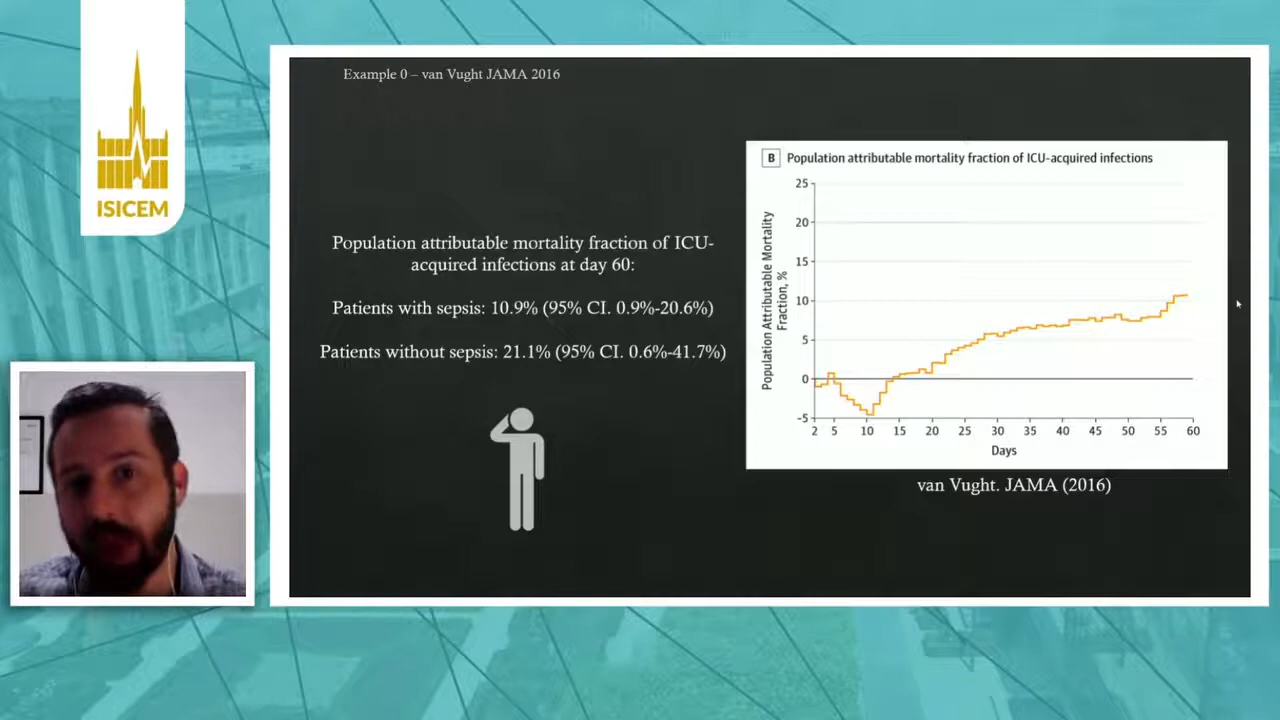 ISICEM
Example 0 – van Vught JAMA 2016
Population attributable mortality fraction of ICU-
acquired infections at day 60:
Patients with sepsis: 10.9% (95% CI. 0.9%-20.6%)
Patients without sepsis: 21.1% (95% CI. 0.6%-41.7%)
B Population attributable mortality fraction of ICU-acquired infections
Population Attributable Mortality
Fraction, %
25
20
15
10
5
0
-5
2 5 10 15 20 25 30 35 40 45 50 55 60
Days
van Vught. JAMA (2016)